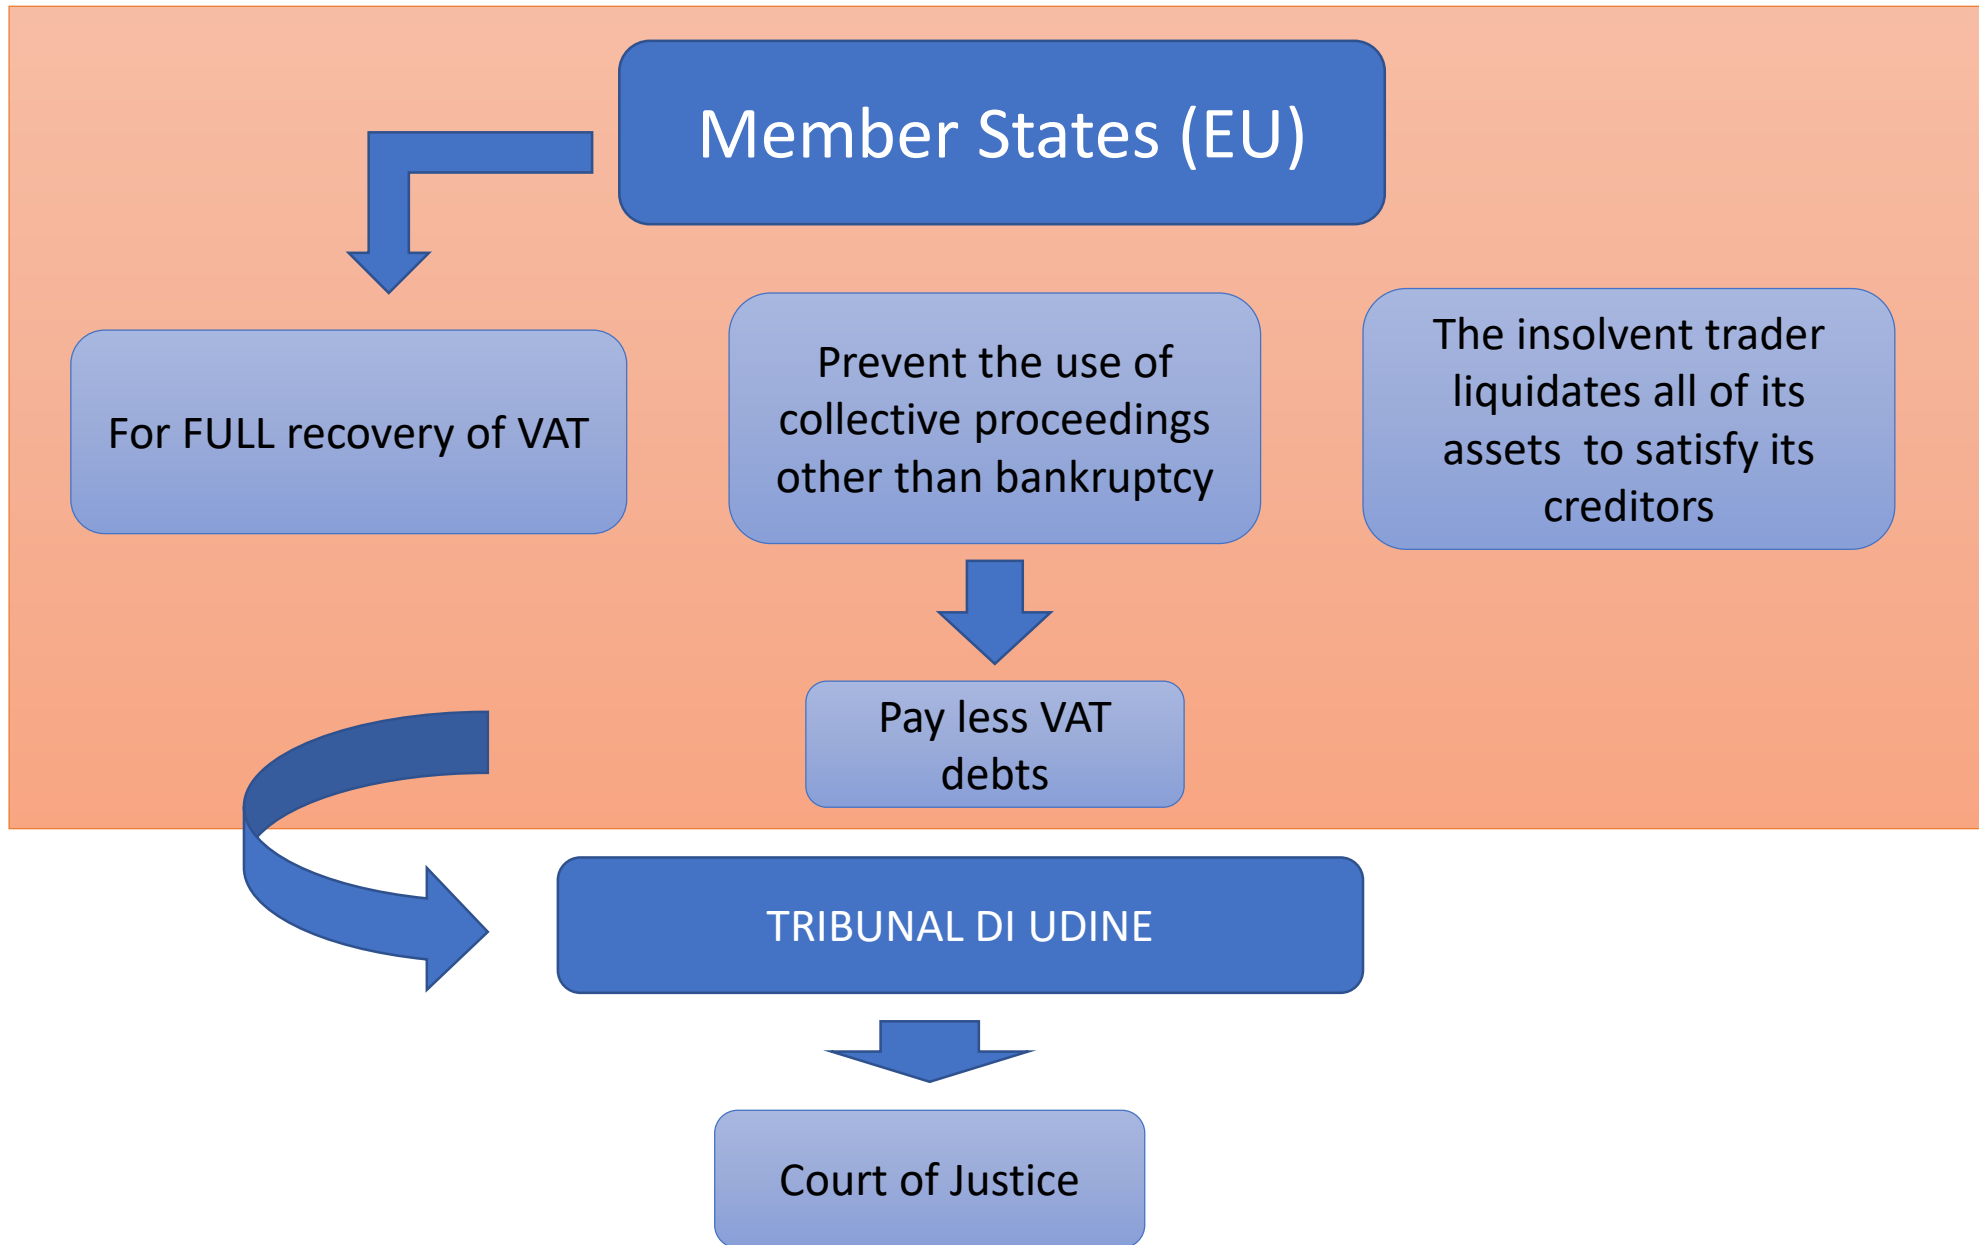 Member States (EU)
For FULL recovery of VAT
Prevent the use of
collective proceedings
other than bankruptcy
The insolvent trader
liquidates all of its
assets  to satisfy its
creditors
Pay less VAT
debts
TRIBUNAL DI UDINE
Court of Justice